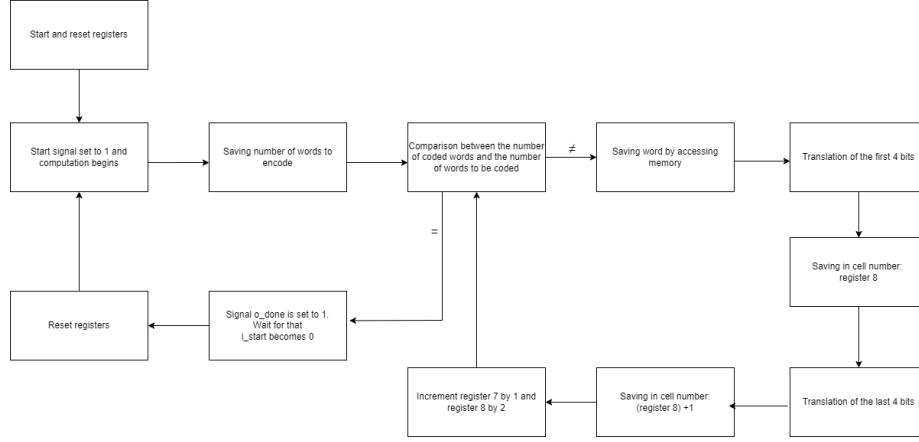 Start and reset registers
Start signal set to 1 and
computation begins
Saving number of words to
encode
Comparison between the number
of coded words and the number
of words to be coded
≠
Saving word by accessing
memory
Translation of the first 4 bits
=
Saving in cell number:
register 8
Reset registers
Signal o_done is set to 1.
Wait for that
i_start becomes 0
Increment register 7 by 1 and
register 8 by 2
Saving in cell number:
(register 8) +1
Translation of the last 4 bits